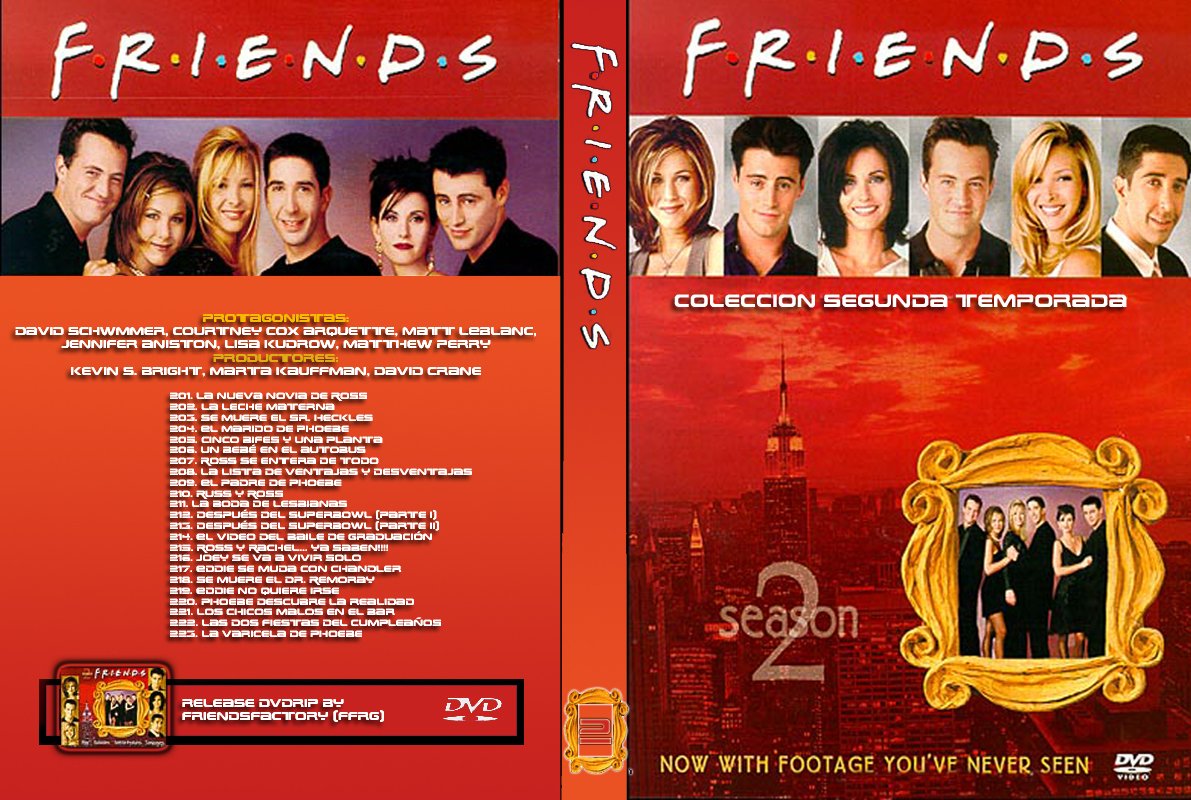 F·R·I·E·N·D·S
PROTAGONISTAS:
DAVID SCHWMMER, COURTNEY COX ARQUETTE, MATT LEBLANC,
JENNIFER ANISTON, LISA KUDROW, MATTHEW PERRY
PRODUCTORES:
KEVIN S. BRIGHT, MARTA KAUFFMAN, DAVID CRANE
201. LA NUEVA NOVIA DE ROSS
202. LA LECHE MATERNA
203. SE MUERE EL SR. HECKLES
204. EL MARIDO DE PHOEBE
205. CINCO BIFES Y UNA PLANTA
206. UN BEBÉ EN EL AUTOBUS
207. ROSS SE ENTERA DE TODO
208. LA LISTA DE VENTAJAS Y DESVENTAJAS
209. EL PADRE DE PHOEBE
210. RUSS Y ROSS
211. LA BODA DE LESBIANAS
212. DESPUÉS DEL SUPERBOWL (PARTE I)
213. DESPUÉS DEL SUPERBOWL (PARTE II)
214. EL VIDEO DEL BAILE DE GRADUACIÓN
215. ROSS Y RACHEL... YA SABEN!!!!
216. JOEY SE VA A VIVIR SOLO
217. EDDIE SE MUDA CON CHANDLER
218. SE MUERE EL DR. REMORAY
219. EDDIE NO QUIERE IRSE
220. PHOEBE DESCUBRE LA REALIDAD
221. LOS CHICOS MALOS EN EL BAR
222. LAS DOS FIESTAS DEL CUMPLEAÑOS
223. LA VARICELA DE PHOEBE
F·R·I·E·N·D·S
RELEASE DVDRIP BY
FRIENDSFACTORY (FFRG)
DVD
F·R·I·E·N·D·S
2
F·R·I·E·N·D·S
COLECCION SEGUNDA TEMPORADA
season 2
NOW WITH FOOTAGE YOU'VE NEVER SEEN
DVD
VIDEO